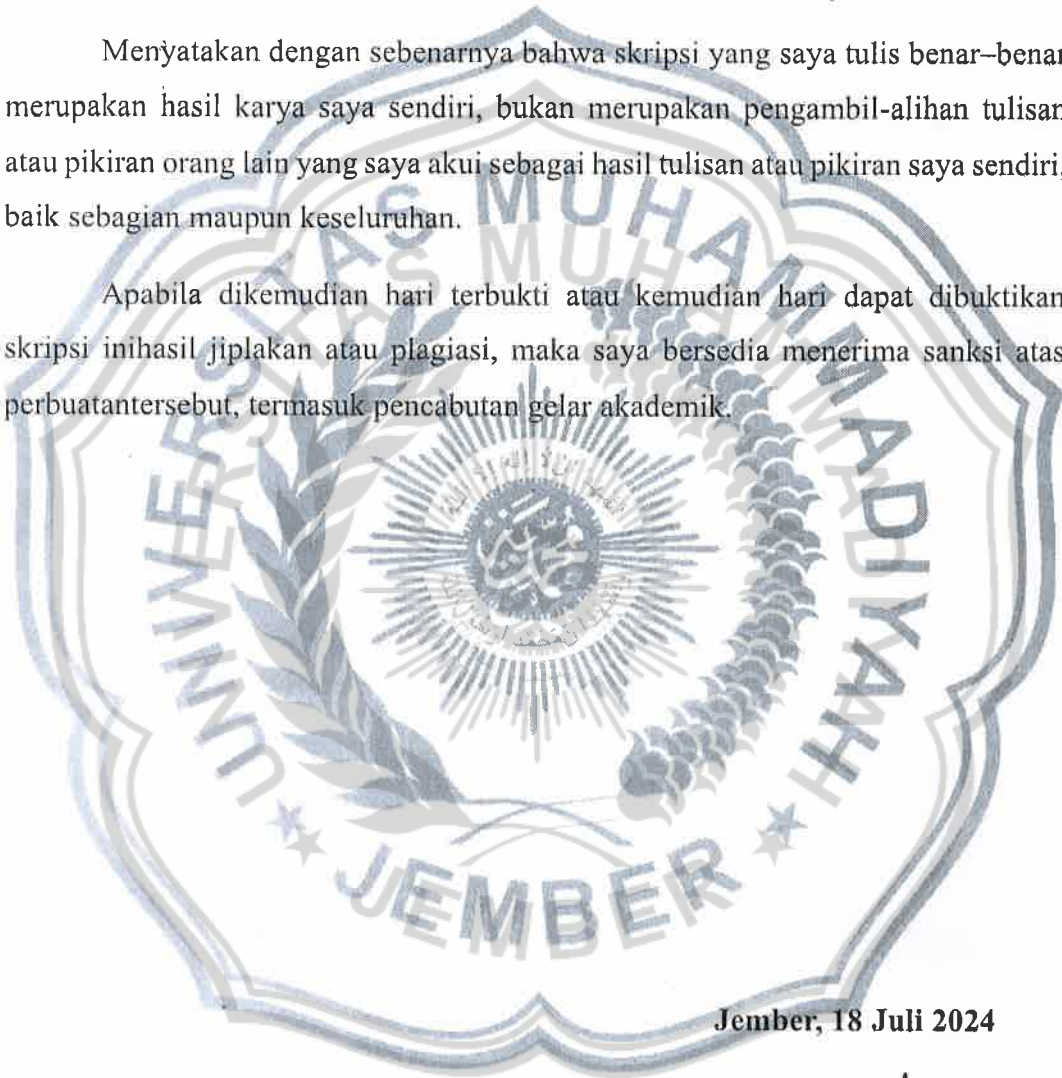 Menyatakan dengan sebenarnya bahwa skripsi yang saya tulis benar–benar
merupakan hasil karya saya sendiri, bukan merupakan pengambil-alihan tulisan
atau pikiran orang lain yang saya akui sebagai hasil tulisan atau pikiran saya sendiri,
baik sebagian maupun keseluruhan.
Apabila dikemudian hari terbukti atau kemudian hari dapat dibuktikan
skripsi inihasil jiplakan atau plagiasi, maka saya bersedia menerima sanksi atas
perbuatantersebut, termasuk pencabutan gelar akademik.
UNIVERSITAS MUHAMMADIYAH
محمدية
JEMBER
Jember, 18 Juli 2024